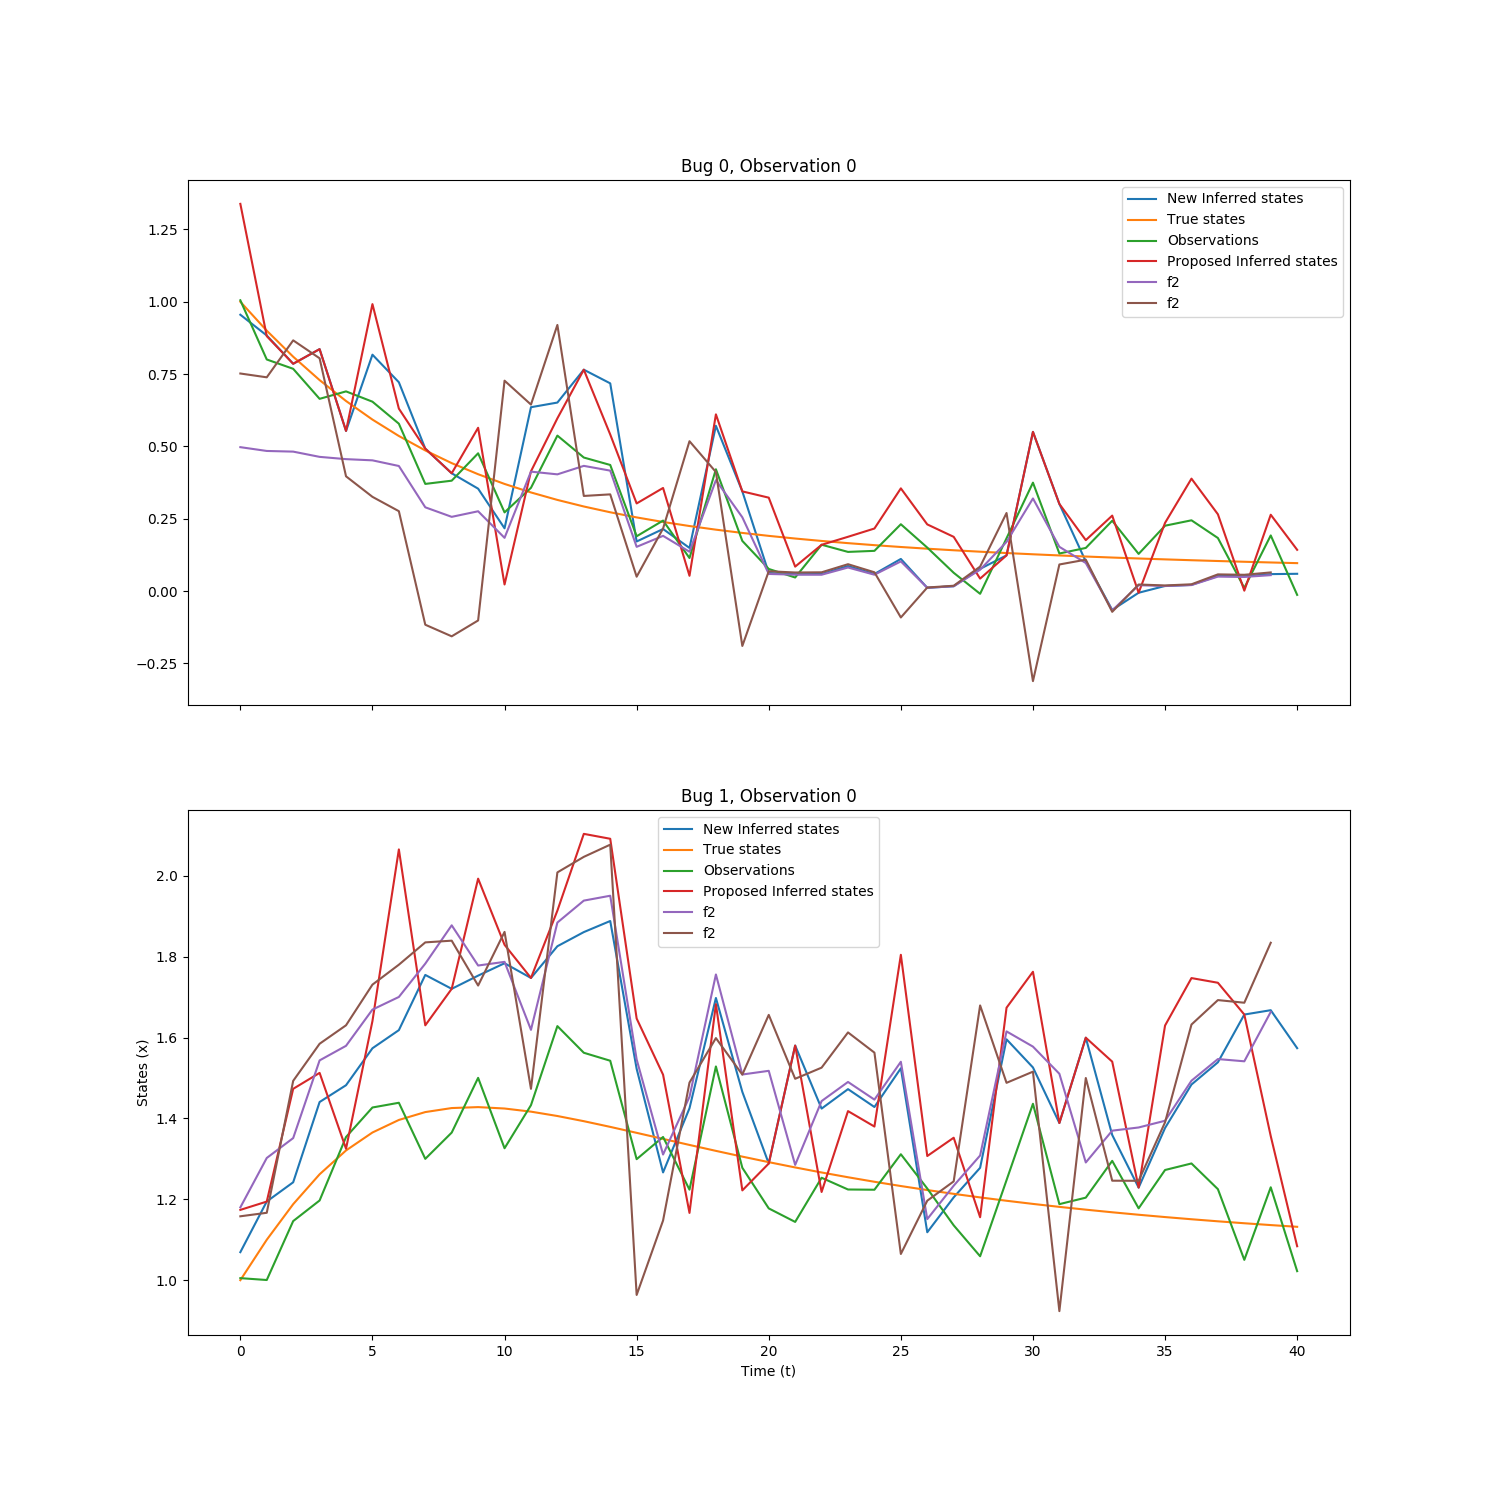 Bug 0, Observation 0
1.25
1.00
0.75
0.50
0.25
0.00
−0.25
New Inferred states
True states
Observations
Proposed Inferred states
f2
f2
Bug 1, Observation 0
States (x)
2.0
1.8
1.6
1.4
1.2
1.0
New Inferred states
True states
Observations
Proposed Inferred states
f2
f2
0 5 10 15 20 25 30 35 40
Time (t)